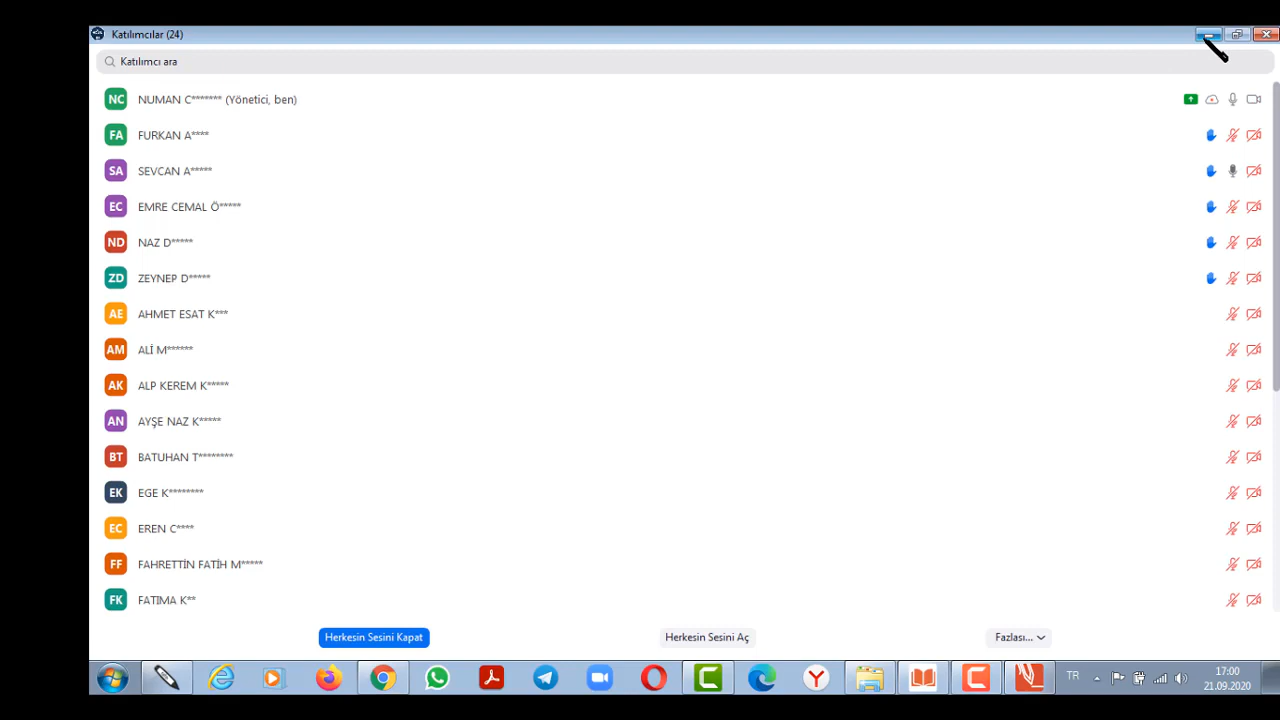 Katılımcılar (24)
Katılımcı ara
NC NUMAN C******* (Yönetici, ben)
FA FURKAN A****
SA SEVCAN A*****
EC EMRE CEMAL Ö*****
ND NAZ D*****
ZD ZEYNEP D*****
AE AHMET ESAT K***
AM ALİ M******
AK ALP KEREM K*****
AN AYŞE NAZ K*****
BT BATUHAN T********
EK EGE K********
EC EREN C****
FF FAHRETTİN FATİH M*****
FK FATIMA K**
Herkesin Sesini Kapat Herkesin Sesini Aç Fazlası...
TR 17:00
21.09.2020